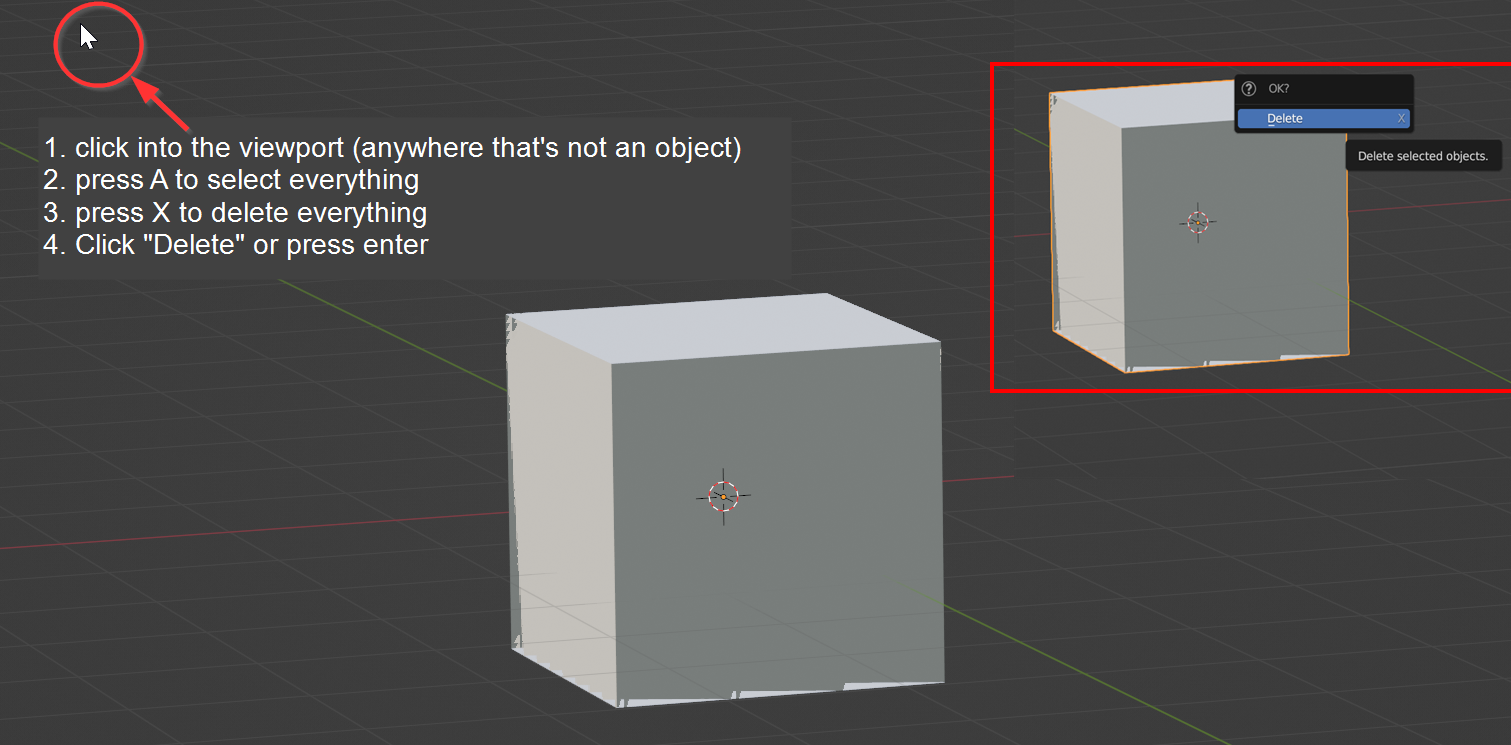 1. click into the viewport (anywhere that's not an object)
2. press A to select everything
3. press X to delete everything
4. Click "Delete" or press enter
? OK?
Delete X
Delete selected objects.